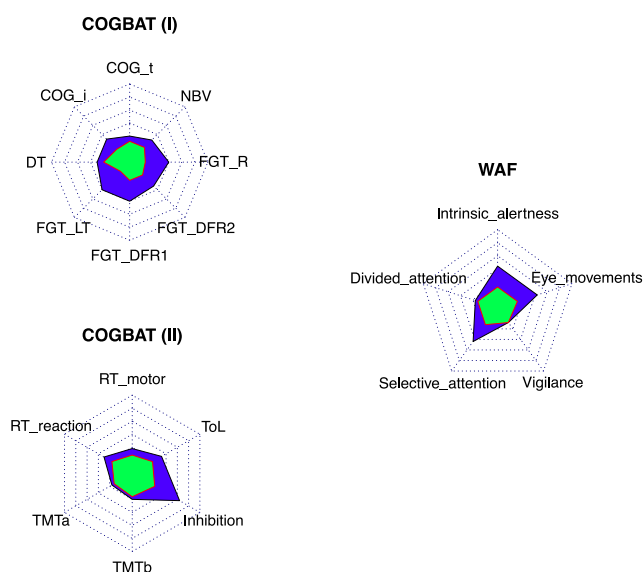 COGBAT (I)
COG_t
COG_i
NBV
DT
FGT_R
FGT_LT
FGT_DFR2
FGT_DFR1
WAF
Intrinsic_alertness
Divided_attention
Eye_movements
Selective_attention
Vigilance
COGBAT (II)
RT_motor
RT_reaction
ToL
TMTa
Inhibition
TMTb